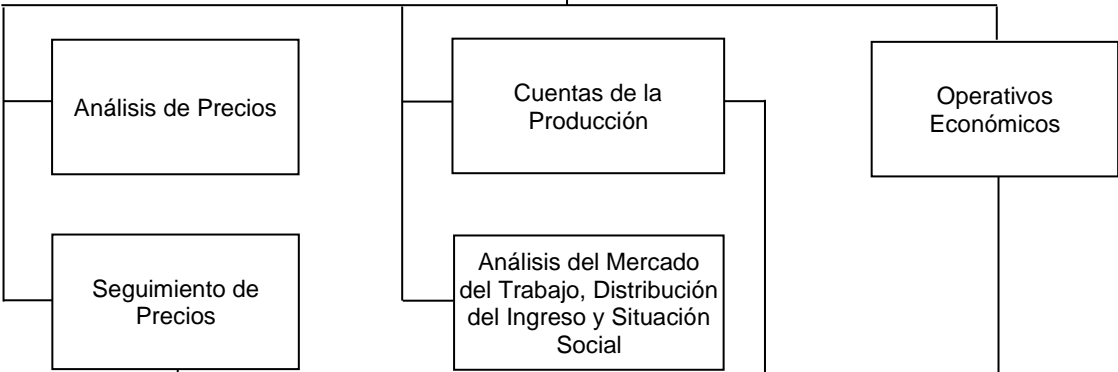 Análisis de Precios
Cuentas de la
Producción
Operativos
Económicos
Seguimiento de
Precios
Análisis del Mercado
del Trabajo, Distribución
del Ingreso y Situación
Social